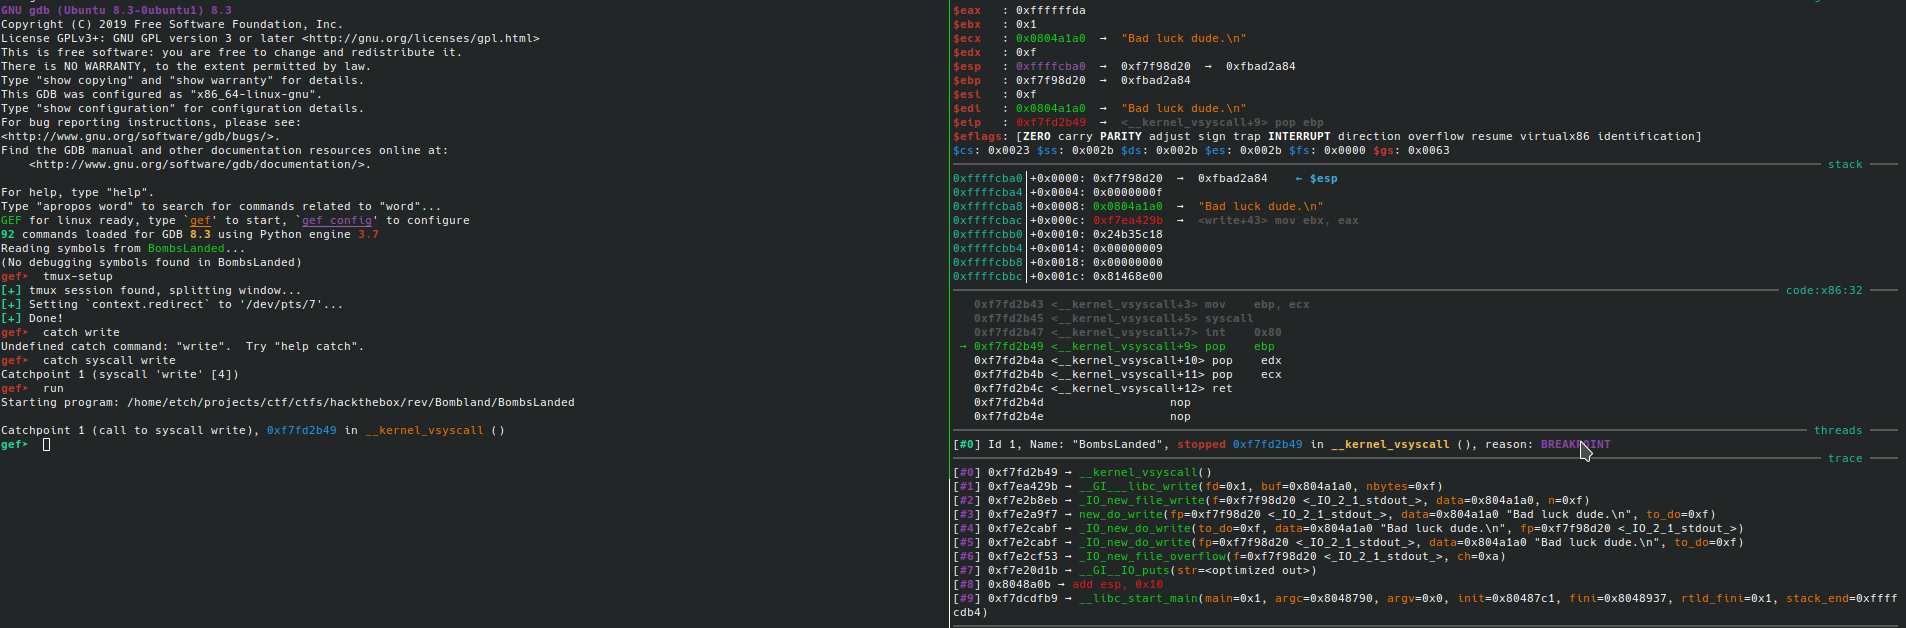 GNU gdb (Ubuntu 8.3-0ubuntu1) 8.3
Copyright (C) 2019 Free Software Foundation, Inc.
License GPLv3+: GNU GPL version 3 or later <http://gnu.org/licenses/gpl.html>
This is free software: you are free to change and redistribute it.
There is NO WARRANTY, to the extent permitted by law.
Type "show copying" and "show warranty" for details.
This GDB was configured as "x86_64-linux-gnu".
Type "show configuration" for configuration details.
For bug reporting instructions, please see:
<http://www.gnu.org/software/gdb/bugs/>.
Find the GDB manual and other documentation resources online at:
    <http://www.gnu.org/software/gdb/documentation/>.
For help, type "help".
Type "apropos word" to search for commands related to "word"...
GEF for linux ready, type `gef' to start, `gef config' to configure
92 commands loaded for GDB 8.3 using Python engine 3.7
Reading symbols from BombsLanded...
(No debugging symbols found in BombsLanded)
gef➤  tmux-setup
[+] tmux session found, splitting window...
[+] Setting `context.redirect` to '/dev/pts/7'...
[+] Done!
gef➤  catch write
Undefined catch command: "write".  Try "help catch".
gef➤  catch syscall write
Catchpoint 1 (syscall 'write' [4])
gef➤  run
Starting program: /home/etch/projects/ctf/ctfs/hackthebox/rev/Bombland/BombsLanded
Catchpoint 1 (call to syscall write), 0xf7fd2b49 in __kernel_vsyscall ()
gef➤
$eax   : 0xffffffda
$ebx   : 0x1
$ecx   : 0x0804a1a0  →  "Bad luck dude.\n"
$edx   : 0xf
$esp   : 0xffffcba0  →  0xf7f98d20  →  0xfbad2a84
$ebp   : 0xf7f98d20  →  0xfbad2a84
$esi   : 0xf
$edi   : 0x0804a1a0  →  "Bad luck dude.\n"
$eip   : 0xf7fd2b49  →  <__kernel_vsyscall+9> pop ebp
$eflags: [ZERO carry PARITY adjust sign trap INTERRUPT direction overflow resume virtualx86 identification]
$cs: 0x0023 $ss: 0x002b $ds: 0x002b $es: 0x002b $fs: 0x0000 $gs: 0x0063
stack
0xffffcba0│+0x0000: 0xf7f98d20  →  0xfbad2a84    ← $esp
0xffffcba4│+0x0004: 0x0000000f
0xffffcba8│+0x0008: 0x0804a1a0  →  "Bad luck dude.\n"
0xffffcbac│+0x000c: 0xf7ea429b  →  <write+43> mov ebx, eax
0xffffcbb0│+0x0010: 0x24b35c18
0xffffcbb4│+0x0014: 0x00000009
0xffffcbb8│+0x0018: 0x00000000
0xffffcbbc│+0x001c: 0x81468e00
code:x86:32
0xf7fd2b43 <__kernel_vsyscall+3> mov    ebp, ecx
0xf7fd2b45 <__kernel_vsyscall+5> syscall
0xf7fd2b47 <__kernel_vsyscall+7> int    0x80
→ 0xf7fd2b49 <__kernel_vsyscall+9> pop    ebp
0xf7fd2b4a <__kernel_vsyscall+10> pop    edx
0xf7fd2b4b <__kernel_vsyscall+11> pop    ecx
0xf7fd2b4c <__kernel_vsyscall+12> ret
0xf7fd2b4d                  nop
0xf7fd2b4e                  nop
threads
[#0] Id 1, Name: "BombsLanded", stopped 0xf7fd2b49 in __kernel_vsyscall (), reason: BREAKPOINT
trace
[#0] 0xf7fd2b49 → __kernel_vsyscall()
[#1] 0xf7ea429b → __GI___libc_write(fd=0x1, buf=0x804a1a0, nbytes=0xf)
[#2] 0xf7e2b8eb → _IO_new_file_write(f=0xf7f98d20 <_IO_2_1_stdout_>, data=0x804a1a0, n=0xf)
[#3] 0xf7e2a9f7 → new_do_write(fp=0xf7f98d20 <_IO_2_1_stdout_>, data=0x804a1a0 "Bad luck dude.\n", to_do=0xf)
[#4] 0xf7e2cabf → _IO_new_do_write(to_do=0xf, data=0x804a1a0 "Bad luck dude.\n", fp=0xf7f98d20 <_IO_2_1_stdout_>)
[#5] 0xf7e2cabf → _IO_new_do_write(fp=0xf7f98d20 <_IO_2_1_stdout_>, data=0x804a1a0 "Bad luck dude.\n", to_do=0xf)
[#6] 0xf7e2cf53 → _IO_new_file_overflow(f=0xf7f98d20 <_IO_2_1_stdout_>, ch=0xa)
[#7] 0xf7e20d1b → __GI__IO_puts(str=<optimized out>)
[#8] 0x8048a0b → add esp, 0x10
[#9] 0xf7dcdfb9 → __libc_start_main(main=0x1, argc=0x8048790, argv=0x0, init=0x80487c1, fini=0x8048937, rtld_fini=0x1, stack_end=0xffff
cdb4)